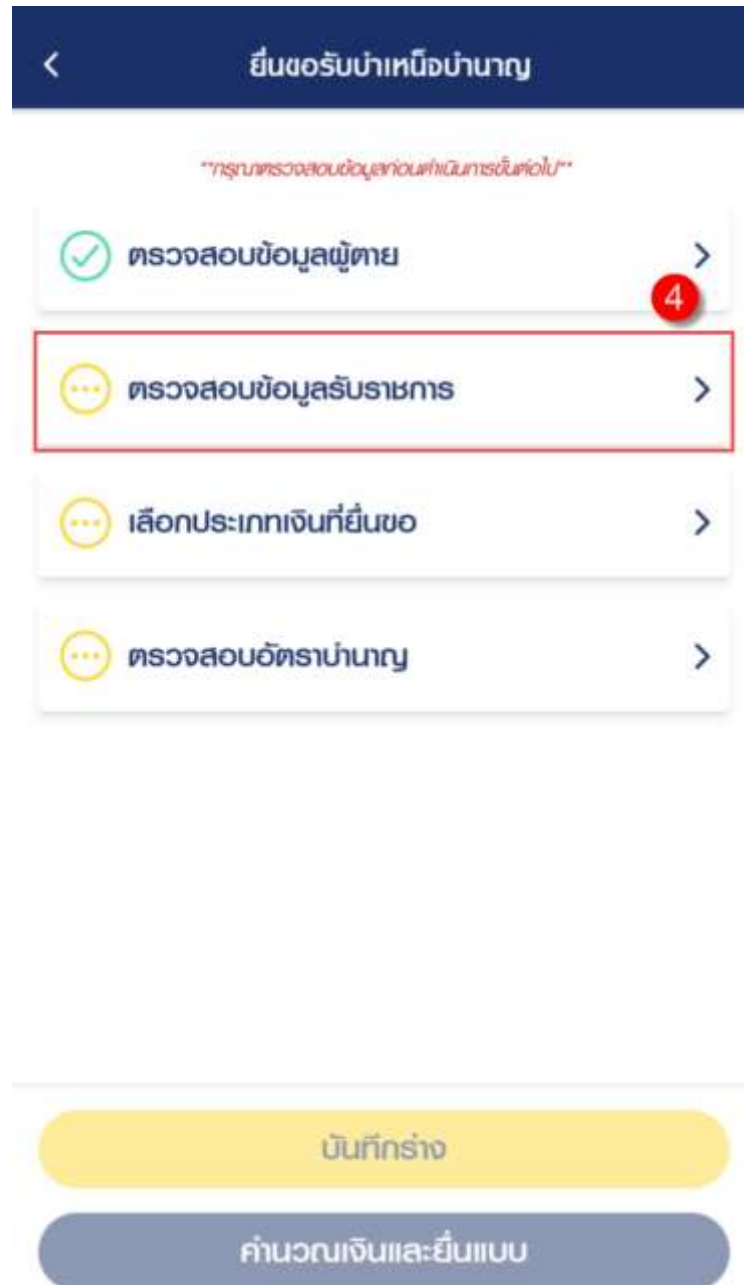 ยื่นขอรับบำเหน็จบำนาญ
**กรุณาตรวจสอบข้อมูลก่อนดำเนินการขั้นต่อไป**
ตรวจสอบข้อมูลผู้ตาย
4
ตรวจสอบข้อมูลรับราชการ
เลือกประเภทเงินที่ยื่นขอ
ตรวจสอบอัตราบำนาญ
บันทึกร่าง
คำนวณเงินและยื่นแบบ